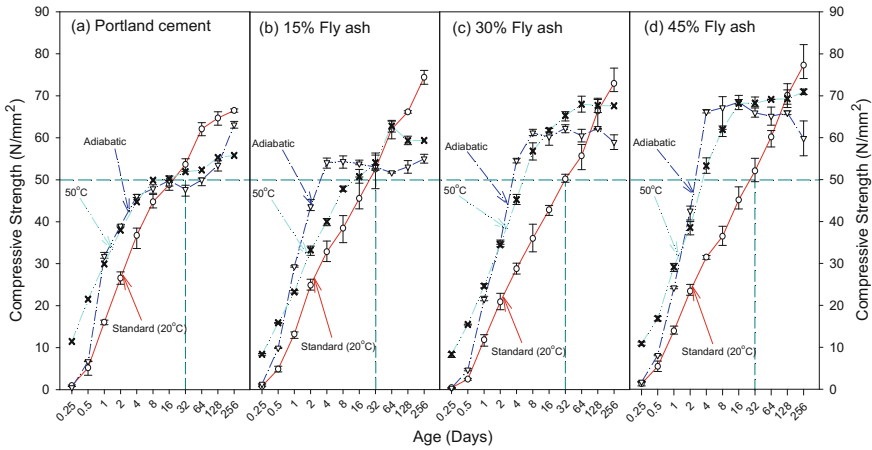 (a) Portland cement
(b) 15% Fly ash
(c) 30% Fly ash
(d) 45% Fly ash
Compressive Strength (N/mm²)
90
80
70
60
50
40
30
20
10
0
Adiabatic
50°C
Standard (20°C)
Adiabatic
50°C
Standard (20°C)
Adiabatic
50°C
Standard (20°C)
Adiabatic
50°C
Standard (20°C)
90
80
70
60
50
40
30
20
10
0
Compressive Strength (N/mm²)
0.25 0.5 1 2 4 8 16 32 64 128 256
0.25 0.5 1 2 4 8 16 32 64 128 256
0.25 0.5 1 2 4 8 16 32 64 128 256
0.25 0.5 1 2 4 8 16 32 64 128 256
Age (Days)